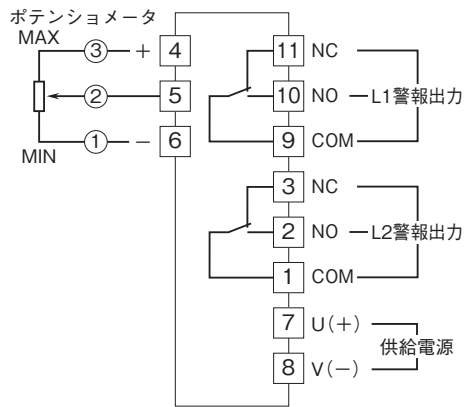 ポテンショメータ
MAX
③ + 4
② 5
① － 6
MIN
11 NC
10 NO L1警報出力
9 COM
3 NC
2 NO L2警報出力
1 COM
7 U(+)
供給電源
8 V(－)